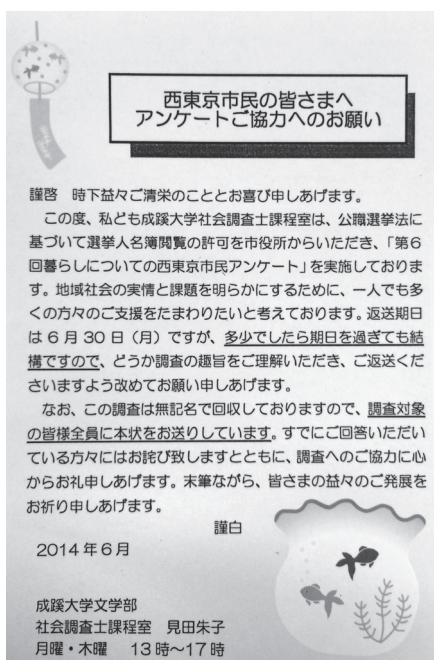 西東京市民の皆さまへ
アンケートご協力へのお願い
謹啓　時下益々ご清栄のこととお喜び申しあげます。
この度、私ども成蹊大学社会調査士課程室は、公職選挙法に
基づいて選挙人名簿閲覧の許可を市役所からいただき、「第６
回暮らしについての西東京市民アンケート」を実施しておりま
す。地域社会の実情と課題を明らかにするために、一人でも多
くの方々のご支援をたまわりたいと考えております。返送期日
は６月３０日（月）ですが、多少でしたら期日を過ぎても結
構ですので、どうか調査の趣旨をご理解いただき、ご返送くだ
さいますよう改めてお願い申しあげます。
なお、この調査は無記名で回収しておりますので、調査対象
の皆様全員に本状をお送りしています。すでにご回答いただい
ている方々にはお詫び致しますとともに、調査へのご協力に心
からお礼申しあげます。末筆ながら、皆さまの益々のご発展を
お祈り申しあげます。
謹白
2014年６月
成蹊大学文学部
社会調査士課程室　見田朱子
月曜・木曜　13時～17時